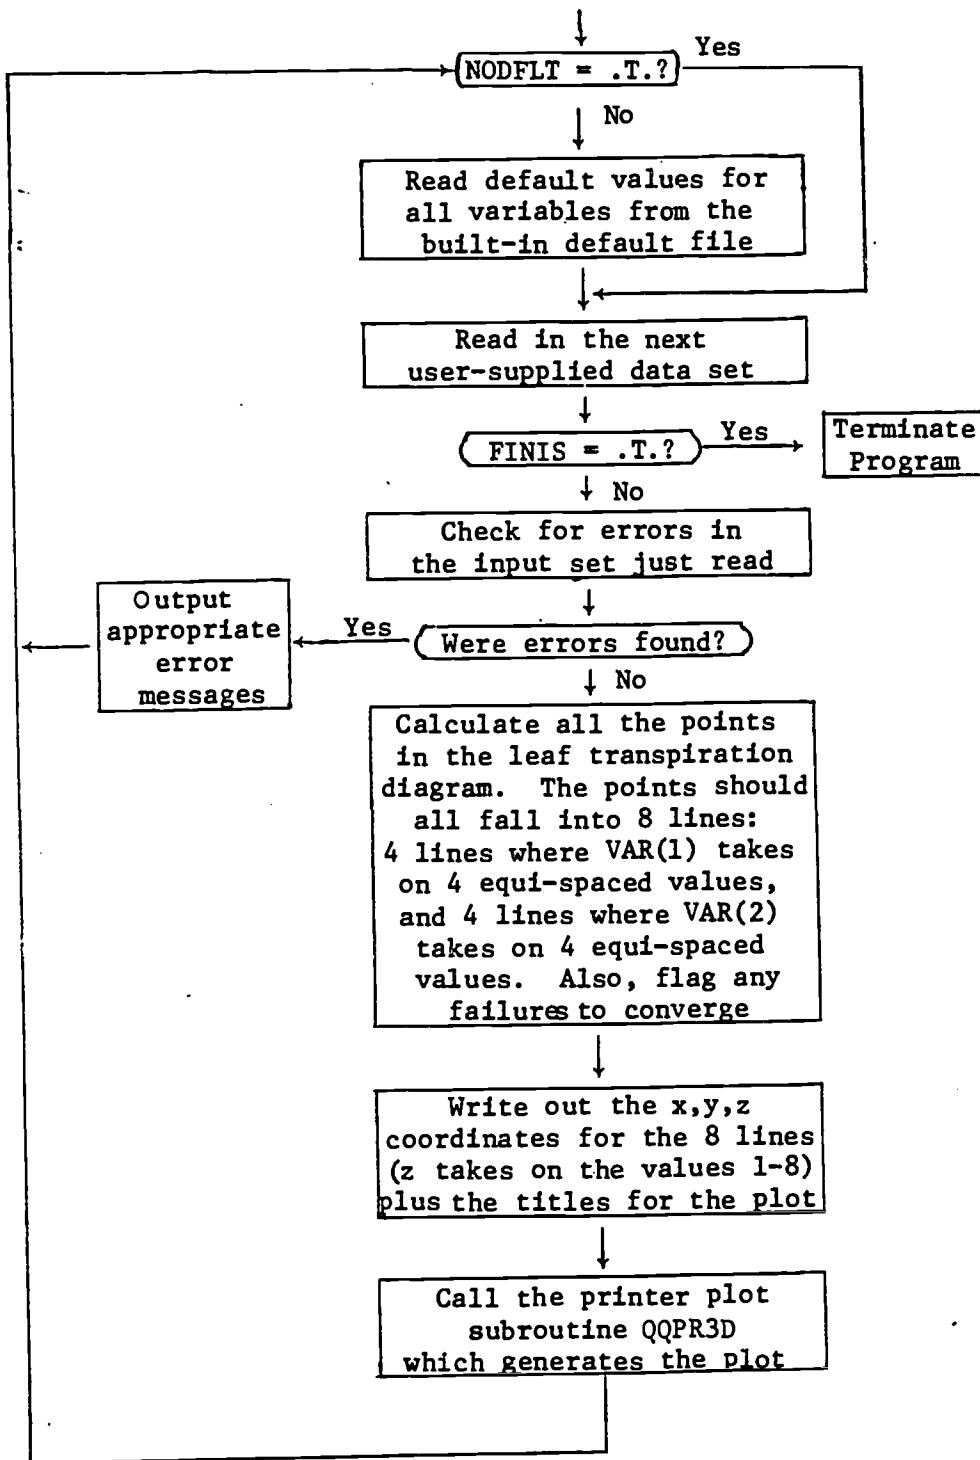 NODFLT = .T.?
Yes
No
Read default values for
all variables from the
built-in default file
Read in the next
user-supplied data set
FINIS = .T.?
Yes
Terminate
Program
No
Check for errors in
the input set just read
Were errors found?
Yes
Output
appropriate
error
messages
No
Calculate all the points
in the leaf transpiration
diagram. The points should
all fall into 8 lines:
4 lines where VAR(1) takes
on 4 equi-spaced values,
and 4 lines where VAR(2)
takes on 4 equi-spaced
values. Also, flag any
failures to converge
Write out the x,y,z
coordinates for the 8 lines
(z takes on the values 1-8)
plus the titles for the plot
Call the printer plot
subroutine QQPR3D
which generates the plot